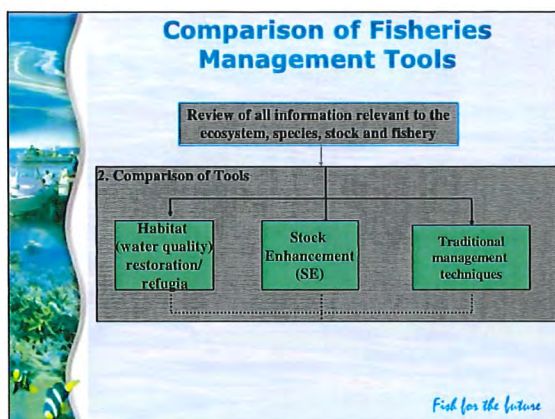 Comparison of Fisheries
Management Tools
Review of all information relevant to the
ecosystem, species, stock and fishery
2. Comparison of Tools
Habitat
(water quality)
restoration/
refugia
Stock
Enhancement
(SE)
Traditional
management
techniques
Fish for the future